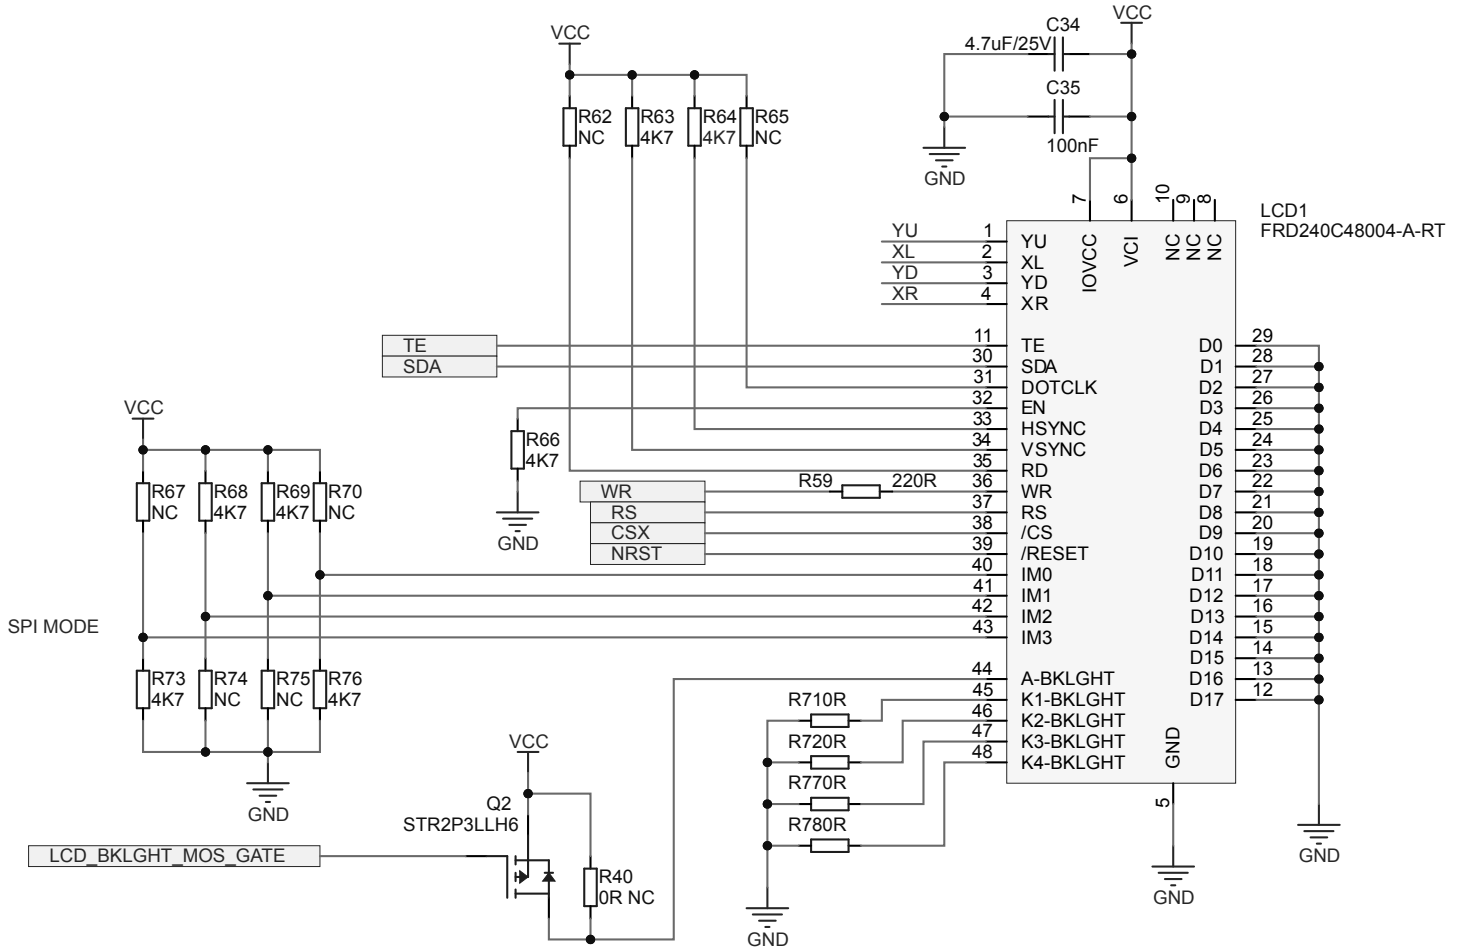 VCC
C34
4.7uF/25V
C35
100nF
GND
VCC
R62
NC
R63
4K7
R64
4K7
R65
NC
7
6
10
9
8
LCD1
FRD240C48004-A-RT
IOVCC
VCI
NC
NC
NC
YU 1 YU
XL 2 XL
YD 3 YD
XR 4 XR
TE 11 TE
SDA 30 SDA
31 DOTCLK
32 EN
33 HSYNC
34 VSYNC
35 RD
WR R59 220R 36 WR
RS 37 RS
CSX 38 /CS
NRST 39 /RESET
40 IM0
41 IM1
42 IM2
43 IM3
44 A-BKLGHT
45 K1-BKLGHT
46 K2-BKLGHT
47 K3-BKLGHT
48 K4-BKLGHT
D0 29
D1 28
D2 27
D3 26
D4 25
D5 24
D6 23
D7 22
D8 21
D9 20
D10 19
D11 18
D12 17
D13 16
D14 15
D15 14
D16 13
D17 12
GND
5
GND
GND
R66
4K7
GND
VCC
R67
NC
R68
4K7
R69
4K7
R70
NC
SPI MODE
R73
4K7
R74
NC
R75
NC
R76
4K7
GND
R710R
R720R
R770R
R780R
GND
VCC
Q2
STR2P3LLH6
LCD_BKLGHT_MOS_GATE
R40
0R NC